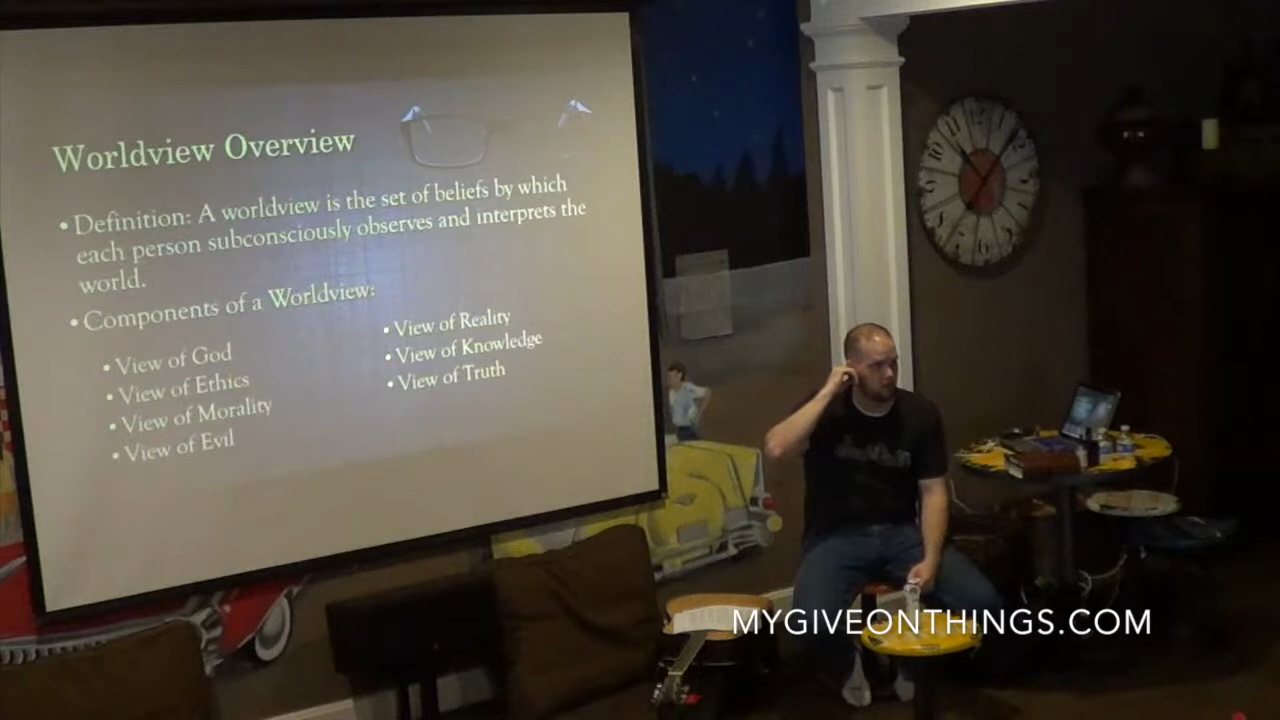 Worldview Overview
• Definition: A worldview is the set of beliefs by which
each person subconsciously observes and interprets the
world.
• Components of a Worldview:
• View of God
• View of Ethics
• View of Morality
• View of Evil
• View of Reality
• View of Knowledge
• View of Truth
MYGIVEONTHINGS.COM